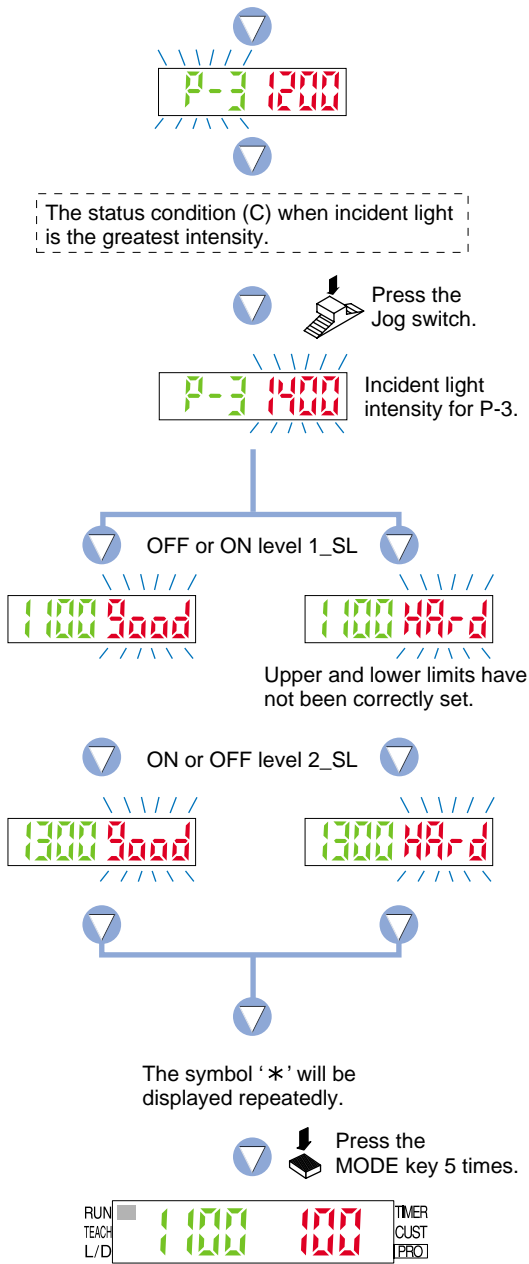 P-3 1200
The status condition (C) when incident light
is the greatest intensity.
Press the
Jog switch.
P-3 1400
Incident light
intensity for P-3.
OFF or ON level 1_SL
1100 good
1100 HArd
Upper and lower limits have
not been correctly set.
ON or OFF level 2_SL
1300 good
1300 HArd
The symbol ‘＊’ will be
displayed repeatedly.
Press the
MODE key 5 times.
RUN
TEACH
L/D
1100 100
TIMER
CUST
PRO